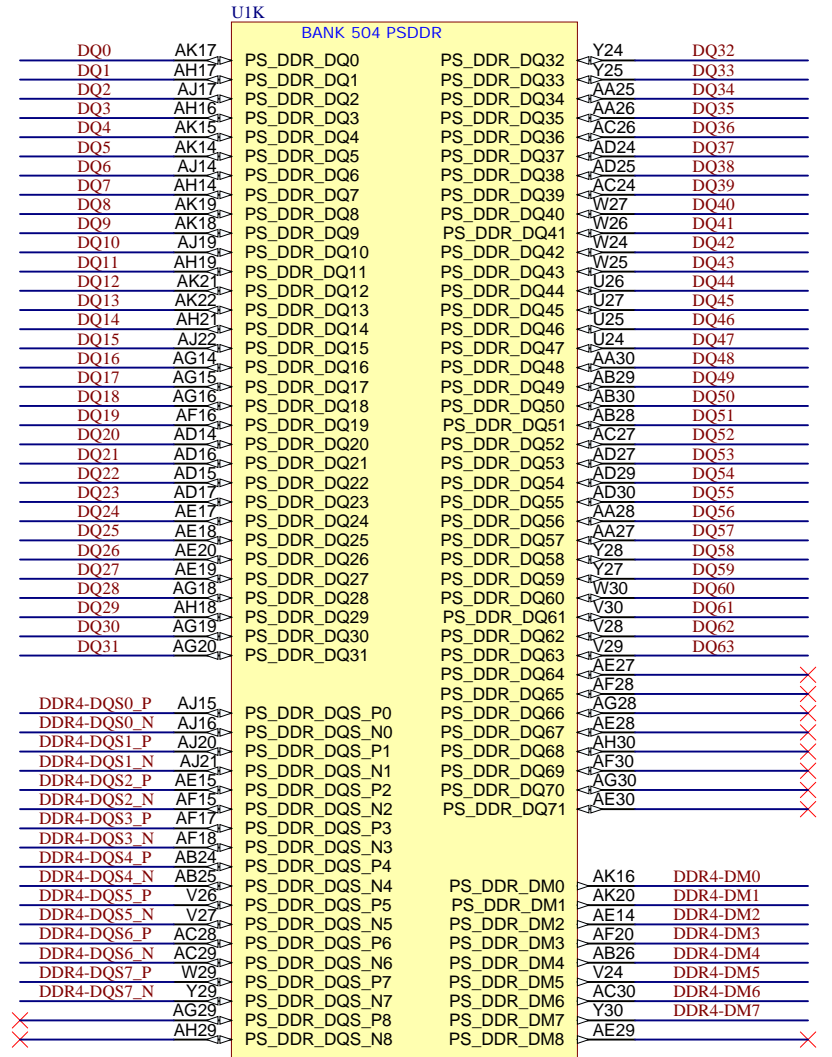 U1K
BANK 504 PSDDR
DQ0 AK17 PS_DDR_DQ0 PS_DDR_DQ32 Y24 DQ32
DQ1 AH17 PS_DDR_DQ1 PS_DDR_DQ33 Y25 DQ33
DQ2 AJ17 PS_DDR_DQ2 PS_DDR_DQ34 AA25 DQ34
DQ3 AH16 PS_DDR_DQ3 PS_DDR_DQ35 AA26 DQ35
DQ4 AK15 PS_DDR_DQ4 PS_DDR_DQ36 AC26 DQ36
DQ5 AK14 PS_DDR_DQ5 PS_DDR_DQ37 AD24 DQ37
DQ6 AJ14 PS_DDR_DQ6 PS_DDR_DQ38 AD25 DQ38
DQ7 AH14 PS_DDR_DQ7 PS_DDR_DQ39 AC24 DQ39
DQ8 AK19 PS_DDR_DQ8 PS_DDR_DQ40 W27 DQ40
DQ9 AK18 PS_DDR_DQ9 PS_DDR_DQ41 W26 DQ41
DQ10 AJ19 PS_DDR_DQ10 PS_DDR_DQ42 W24 DQ42
DQ11 AH19 PS_DDR_DQ11 PS_DDR_DQ43 W25 DQ43
DQ12 AK21 PS_DDR_DQ12 PS_DDR_DQ44 U26 DQ44
DQ13 AK22 PS_DDR_DQ13 PS_DDR_DQ45 U27 DQ45
DQ14 AH21 PS_DDR_DQ14 PS_DDR_DQ46 U25 DQ46
DQ15 AJ22 PS_DDR_DQ15 PS_DDR_DQ47 U24 DQ47
DQ16 AG14 PS_DDR_DQ16 PS_DDR_DQ48 AA30 DQ48
DQ17 AG15 PS_DDR_DQ17 PS_DDR_DQ49 AB29 DQ49
DQ18 AG16 PS_DDR_DQ18 PS_DDR_DQ50 AB30 DQ50
DQ19 AF16 PS_DDR_DQ19 PS_DDR_DQ51 AB28 DQ51
DQ20 AD14 PS_DDR_DQ20 PS_DDR_DQ52 AC27 DQ52
DQ21 AD16 PS_DDR_DQ21 PS_DDR_DQ53 AD27 DQ53
DQ22 AD15 PS_DDR_DQ22 PS_DDR_DQ54 AD29 DQ54
DQ23 AD17 PS_DDR_DQ23 PS_DDR_DQ55 AD30 DQ55
DQ24 AE17 PS_DDR_DQ24 PS_DDR_DQ56 AA28 DQ56
DQ25 AE18 PS_DDR_DQ25 PS_DDR_DQ57 AA27 DQ57
DQ26 AE20 PS_DDR_DQ26 PS_DDR_DQ58 Y28 DQ58
DQ27 AE19 PS_DDR_DQ27 PS_DDR_DQ59 Y27 DQ59
DQ28 AG18 PS_DDR_DQ28 PS_DDR_DQ60 W30 DQ60
DQ29 AH18 PS_DDR_DQ29 PS_DDR_DQ61 V30 DQ61
DQ30 AG19 PS_DDR_DQ30 PS_DDR_DQ62 V28 DQ62
DQ31 AG20 PS_DDR_DQ31 PS_DDR_DQ63 V29 DQ63
PS_DDR_DQ64 AE27
PS_DDR_DQ65 AF28
DDR4-DQS0_P AJ15 PS_DDR_DQS_P0 PS_DDR_DQ66 AG28
DDR4-DQS0_N AJ16 PS_DDR_DQS_N0 PS_DDR_DQ67 AE28
DDR4-DQS1_P AJ20 PS_DDR_DQS_P1 PS_DDR_DQ68 AH30
DDR4-DQS1_N AJ21 PS_DDR_DQS_N1 PS_DDR_DQ69 AF30
DDR4-DQS2_P AE15 PS_DDR_DQS_P2 PS_DDR_DQ70 AG30
DDR4-DQS2_N AF15 PS_DDR_DQS_N2 PS_DDR_DQ71 AE30
DDR4-DQS3_P AF17 PS_DDR_DQS_P3
DDR4-DQS3_N AF18 PS_DDR_DQS_N3
DDR4-DQS4_P AB24 PS_DDR_DQS_P4
DDR4-DQS4_N AB25 PS_DDR_DQS_N4 PS_DDR_DM0 AK16 DDR4-DM0
DDR4-DQS5_P V26 PS_DDR_DQS_P5 PS_DDR_DM1 AK20 DDR4-DM1
DDR4-DQS5_N V27 PS_DDR_DQS_N5 PS_DDR_DM2 AE14 DDR4-DM2
DDR4-DQS6_P AC28 PS_DDR_DQS_P6 PS_DDR_DM3 AF20 DDR4-DM3
DDR4-DQS6_N AC29 PS_DDR_DQS_N6 PS_DDR_DM4 AB26 DDR4-DM4
DDR4-DQS7_P W29 PS_DDR_DQS_P7 PS_DDR_DM5 V24 DDR4-DM5
DDR4-DQS7_N Y29 PS_DDR_DQS_N7 PS_DDR_DM6 AC30 DDR4-DM6
AG29 PS_DDR_DQS_P8 PS_DDR_DM7 Y30 DDR4-DM7
AH29 PS_DDR_DQS_N8 PS_DDR_DM8 AE29